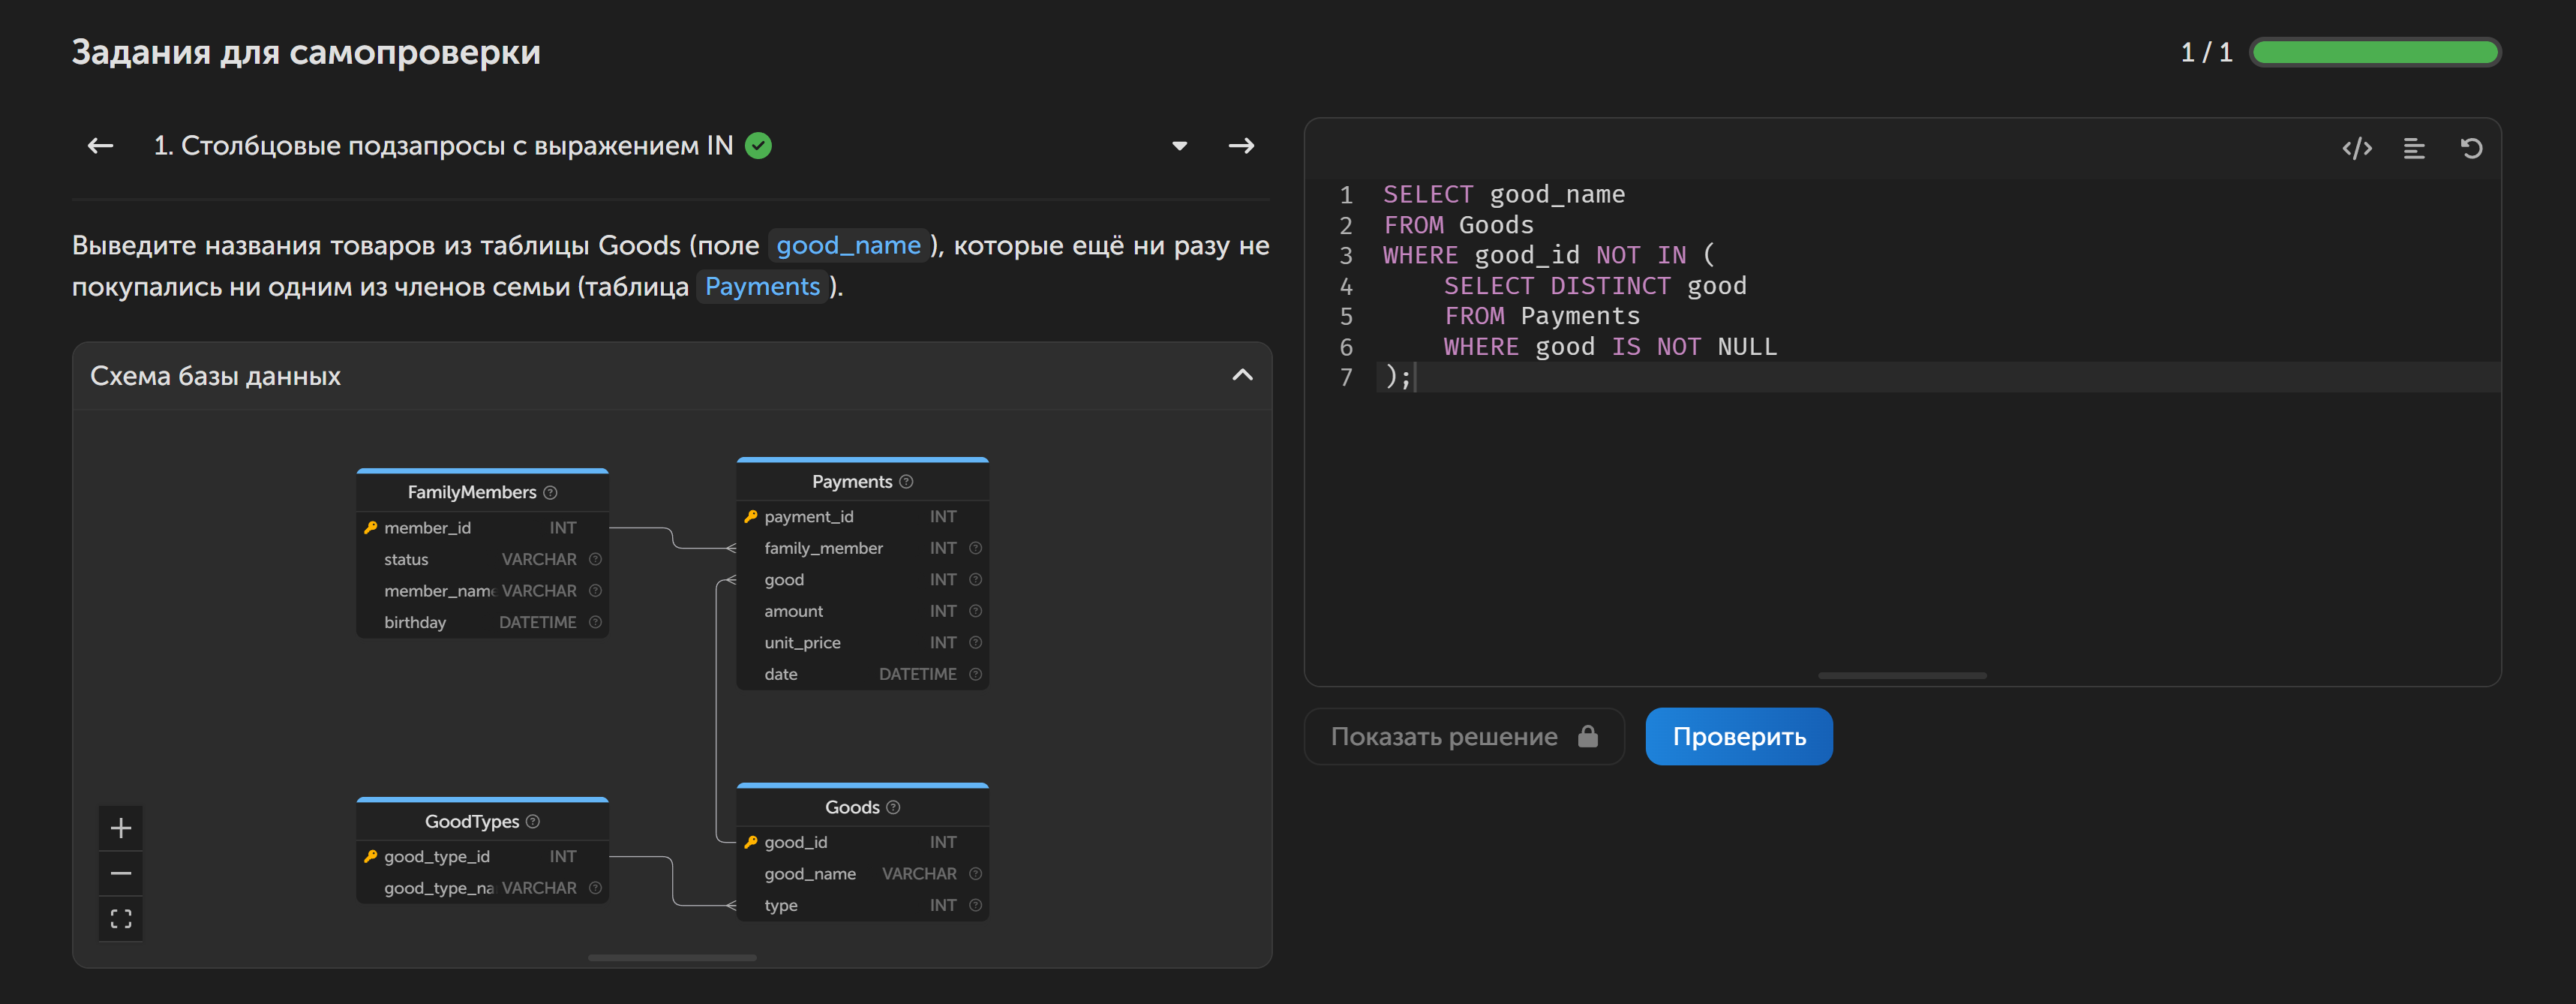 Задания для самопроверки
1 / 1
1. Столбцовые подзапросы с выражением IN
Выведите названия товаров из таблицы Goods (поле good_name), которые ещё ни разу не
покупались ни одним из членов семьи (таблица Payments).
Схема базы данных
FamilyMembers
member_id INT
status VARCHAR
member_name VARCHAR
birthday DATETIME
Payments
payment_id INT
family_member INT
good INT
amount INT
unit_price INT
date DATETIME
GoodTypes
good_type_id INT
good_type_na VARCHAR
Goods
good_id INT
good_name VARCHAR
type INT
1 SELECT good_name
2 FROM Goods
3 WHERE good_id NOT IN (
4 SELECT DISTINCT good
5 FROM Payments
6 WHERE good IS NOT NULL
7 );
Показать решение
Проверить